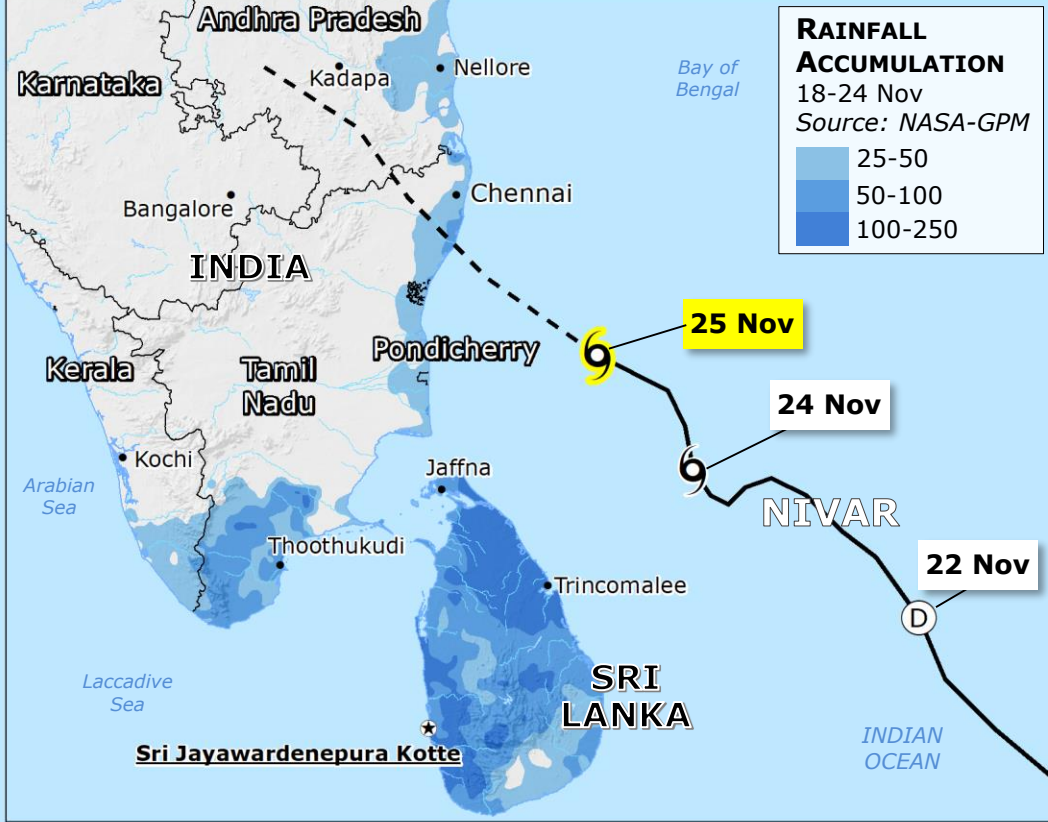 Andhra Pradesh
Karnataka
Kadapa
Nellore
Bay of
Bengal
RAINFALL
ACCUMULATION
18-24 Nov
Source: NASA-GPM
25-50
50-100
100-250
Bangalore
Chennai
INDIA
25 Nov
Pondicherry
Kerala
Tamil
Nadu
24 Nov
Kochi
Jaffna
Arabian
Sea
NIVAR
Thoothukudi
22 Nov
Trincomalee
D
Laccadive
Sea
SRI
LANKA
Sri Jayawardenepura Kotte
INDIAN
OCEAN